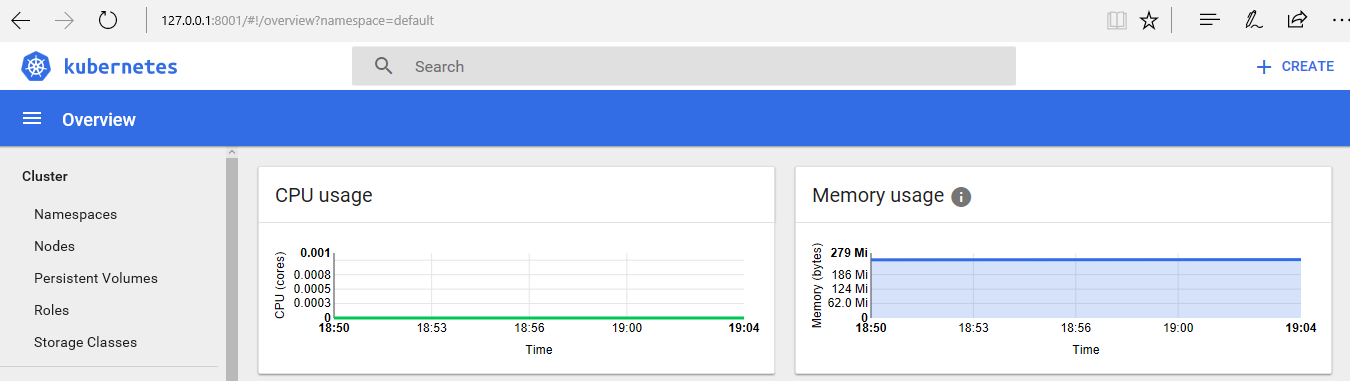 127.0.0.1:8001/#!/overview?namespace=default
kubernetes
Search
+ CREATE
Overview
Cluster
Namespaces
Nodes
Persistent Volumes
Roles
Storage Classes
CPU usage
CPU (cores)
0.001
0.0008
0.0005
0.0003
0
18:50 18:53 18:56 19:00 19:04
Time
Memory usage i
Memory (bytes)
279 Mi
186 Mi
124 Mi
62.0 Mi
0
18:50 18:53 18:56 19:00 19:04
Time